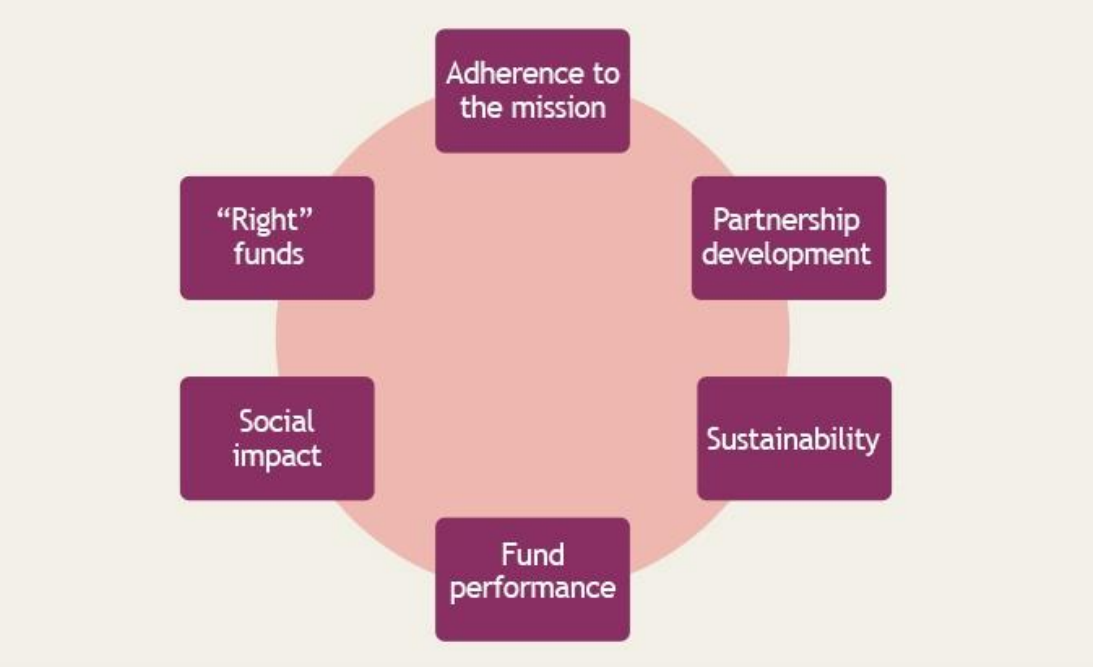 Adherence to
the mission
“Right”
funds
Partnership
development
Social
impact
Sustainability
Fund
performance